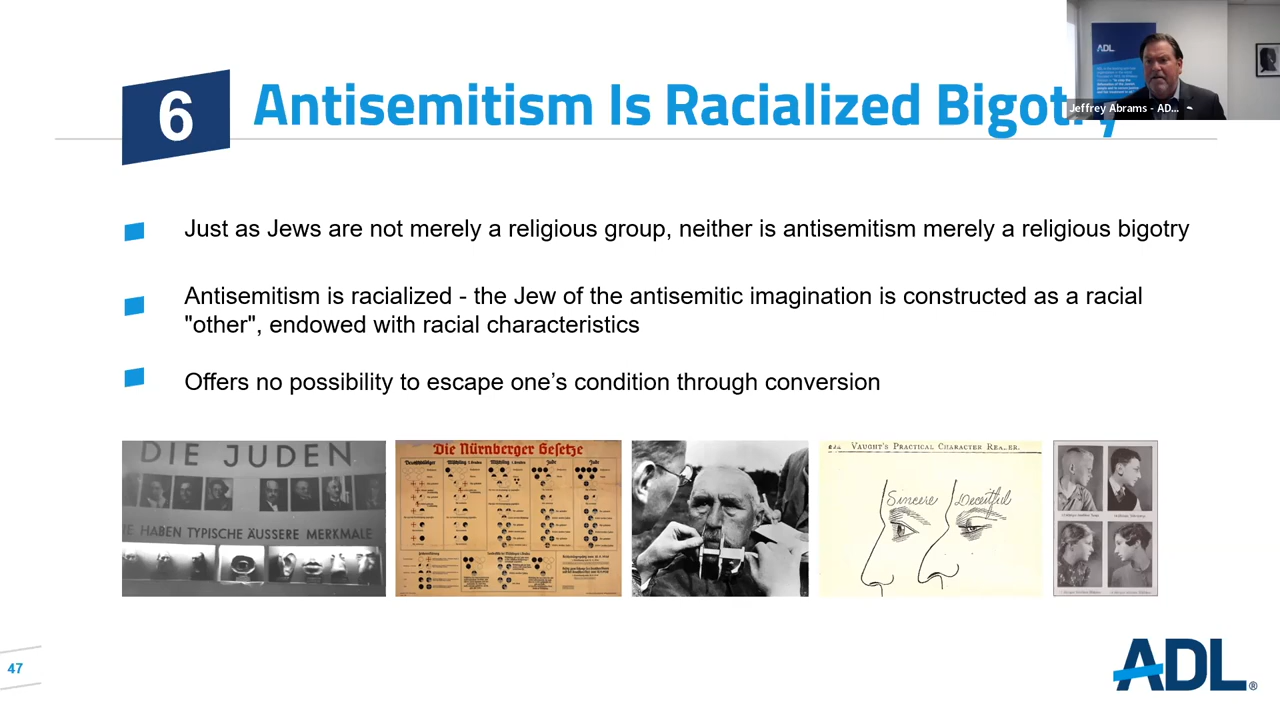 6
Antisemitism Is Racialized Bigotry
ADL
Jeffrey Abrams - AD...
Just as Jews are not merely a religious group, neither is antisemitism merely a religious bigotry
Antisemitism is racialized - the Jew of the antisemitic imagination is constructed as a racial
"other", endowed with racial characteristics
Offers no possibility to escape one’s condition through conversion
DIE JUDEN
HABEN TYPISCHE ÄUSSERE MERKMALE
Die Nürnberger Gesetze
VAUGHT'S PRACTICAL CHARACTER READER.
Sincere
Deceitful
47
ADL®